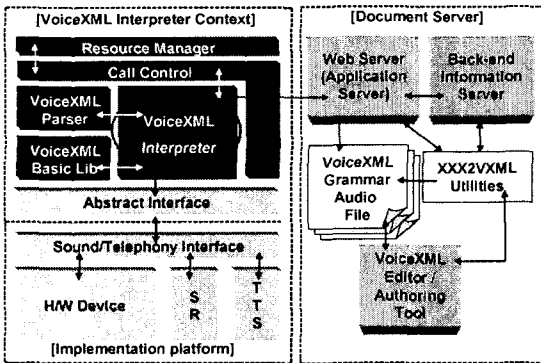 [VoiceXML Interpreter Context]
Resource Manager
Call Control
VoiceXML
Parser
VoiceXML
Interpreter
VoiceXML
Basic Lib
Abstract Interface
Sound/Telephony Interface
H/W Device
S
R
T
T
S
[Implementation platform]
[Document Server]
Web Server
(Application
Server)
Back-end
Information
Server
VoiceXML
Grammar
Audio
File
XXX2VXML
Utilities
VoiceXML
Editor /
Authoring
Tool